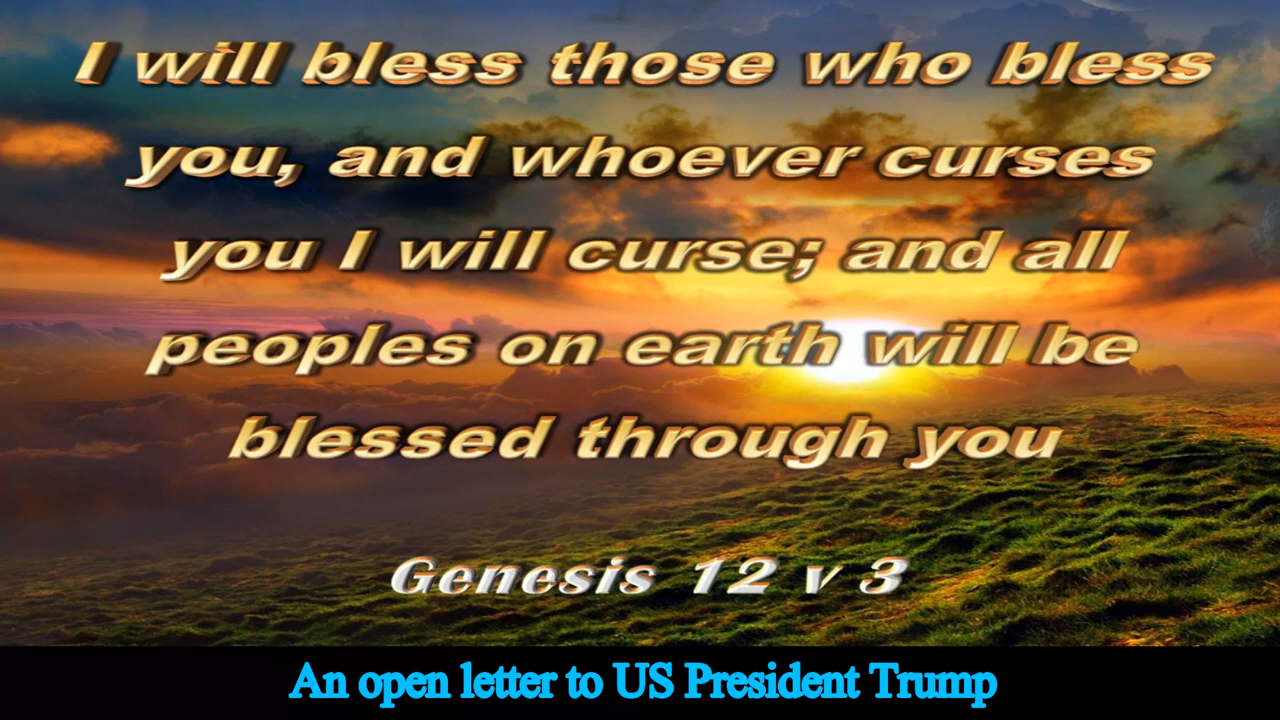 I will bless those who bless
you, and whoever curses
you I will curse; and all
peoples on earth will be
blessed through you
Genesis 12 v 3
An open letter to US President Trump